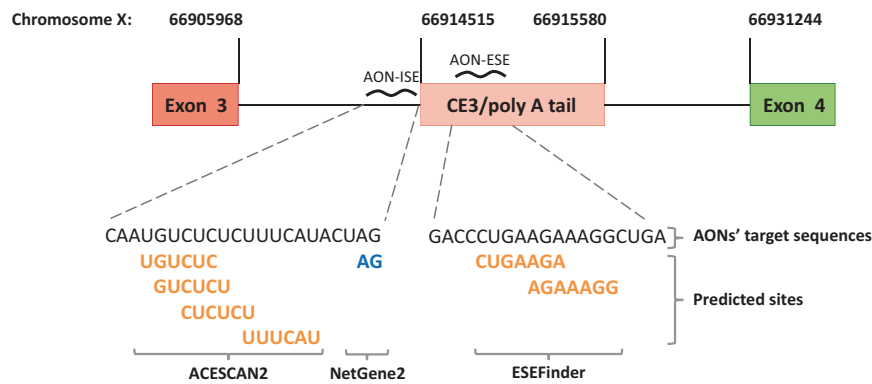 Chromosome X: 66905968 66914515 66915580 66931244
AON-ISE AON-ESE
Exon 3 CE3/poly A tail Exon 4
CAAUGUCUCUCUUUCAUACUAG GACCCUGAAGAAAGGCUGA AONs' target sequences
UGUCUC AG CUGAAGA
GUCUCU AGAAAGG Predicted sites
CUCUCU
UUUCAU
ACESCAN2 NetGene2 ESEFinder